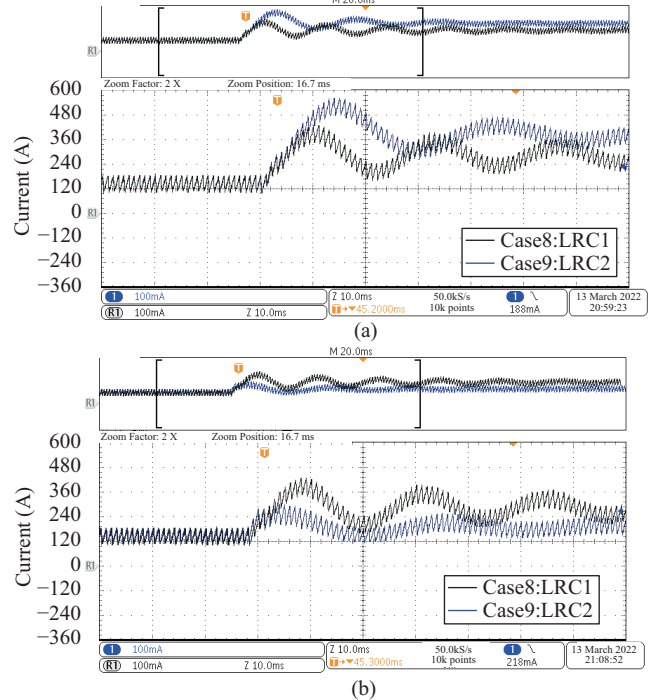 M 20.0ms
T
R1
Zoom Factor: 2 X Zoom Position: 16.7 ms
T
Current (A)
600
480
360
240
120
0
−120
−240
−360
R1
Case8:LRC1
Case9:LRC2
1 100mA
R1 100mA Z 10.0ms
Z 10.0ms 50.0kS/s 1
T→▼45.2000ms 10k points 188mA
13 March 2022
20:59:23
(a)
M 20.0ms
T
R1
Zoom Factor: 2 X Zoom Position: 16.7 ms
T
Current (A)
600
480
360
240
120
0
−120
−240
−360
R1
Case8:LRC1
Case9:LRC2
1 100mA
R1 100mA Z 10.0ms
Z 10.0ms 50.0kS/s 1
T→▼45.3000ms 10k points 218mA
13 March 2022
21:08:52
(b)